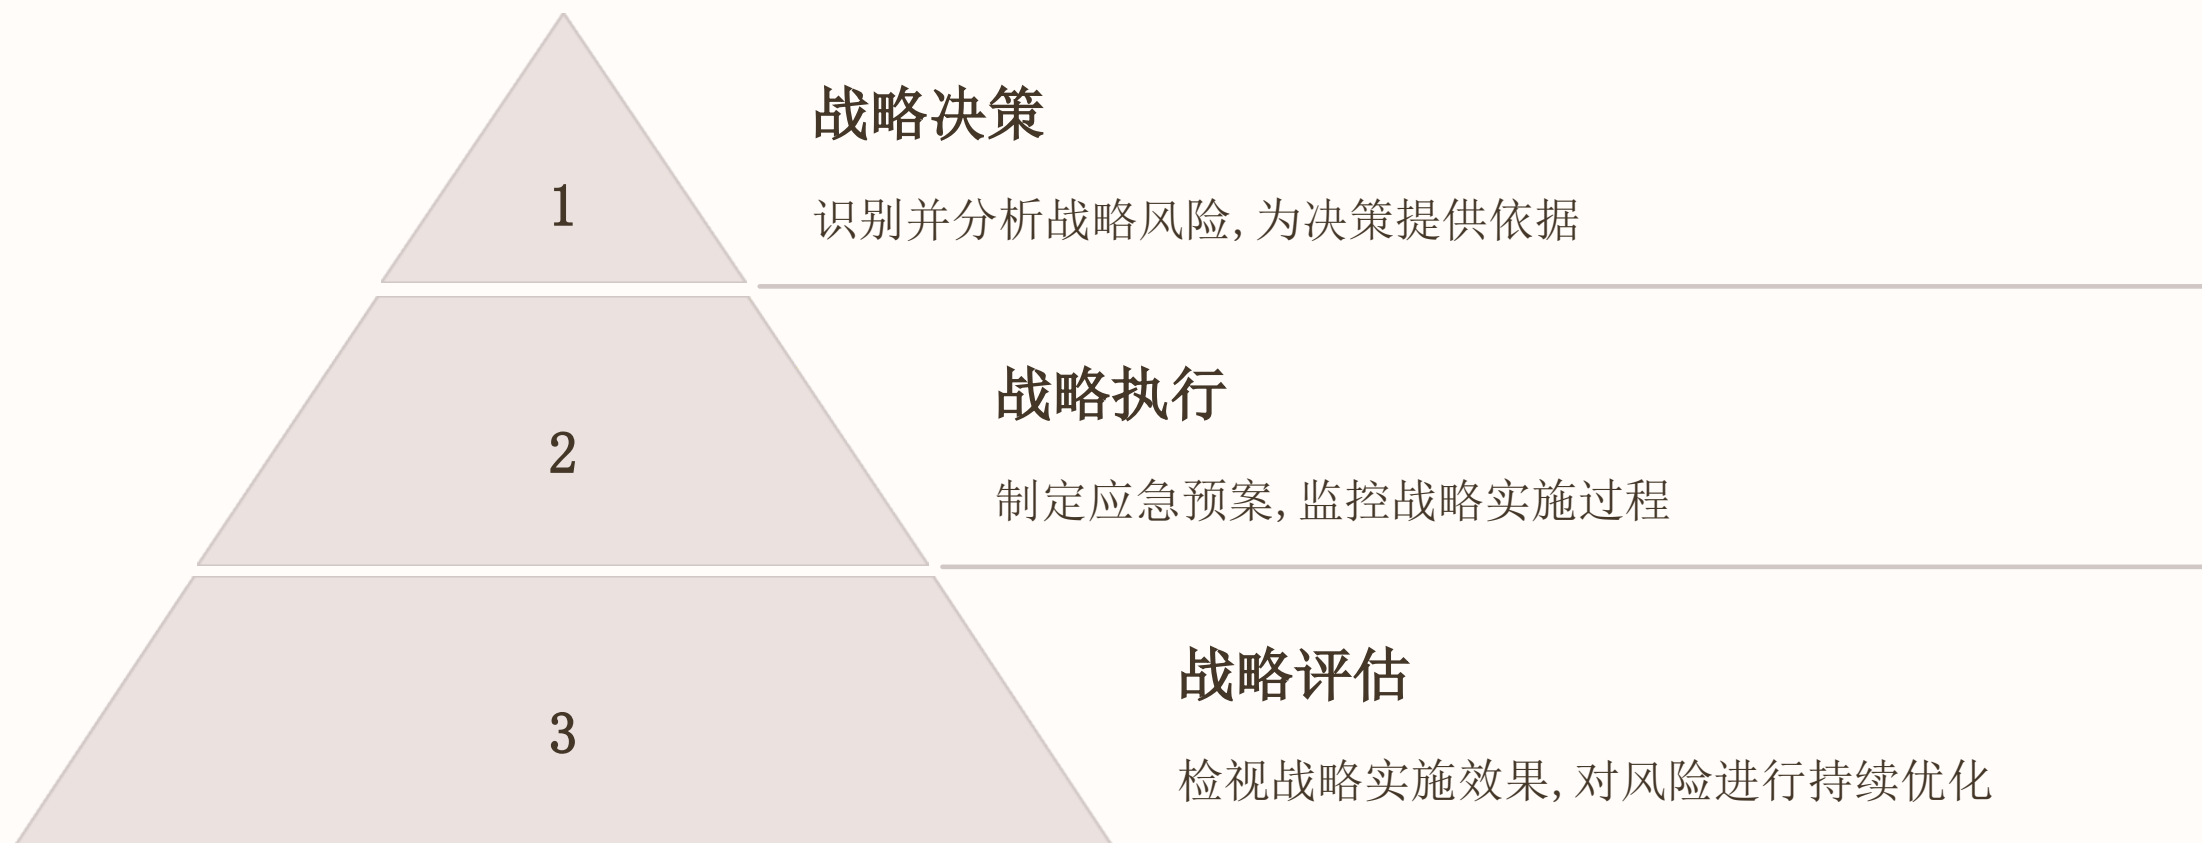 1
战略决策
识别并分析战略风险,为决策提供依据
2
战略执行
制定应急预案,监控战略实施过程
3
战略评估
检视战略实施效果,对风险进行持续优化